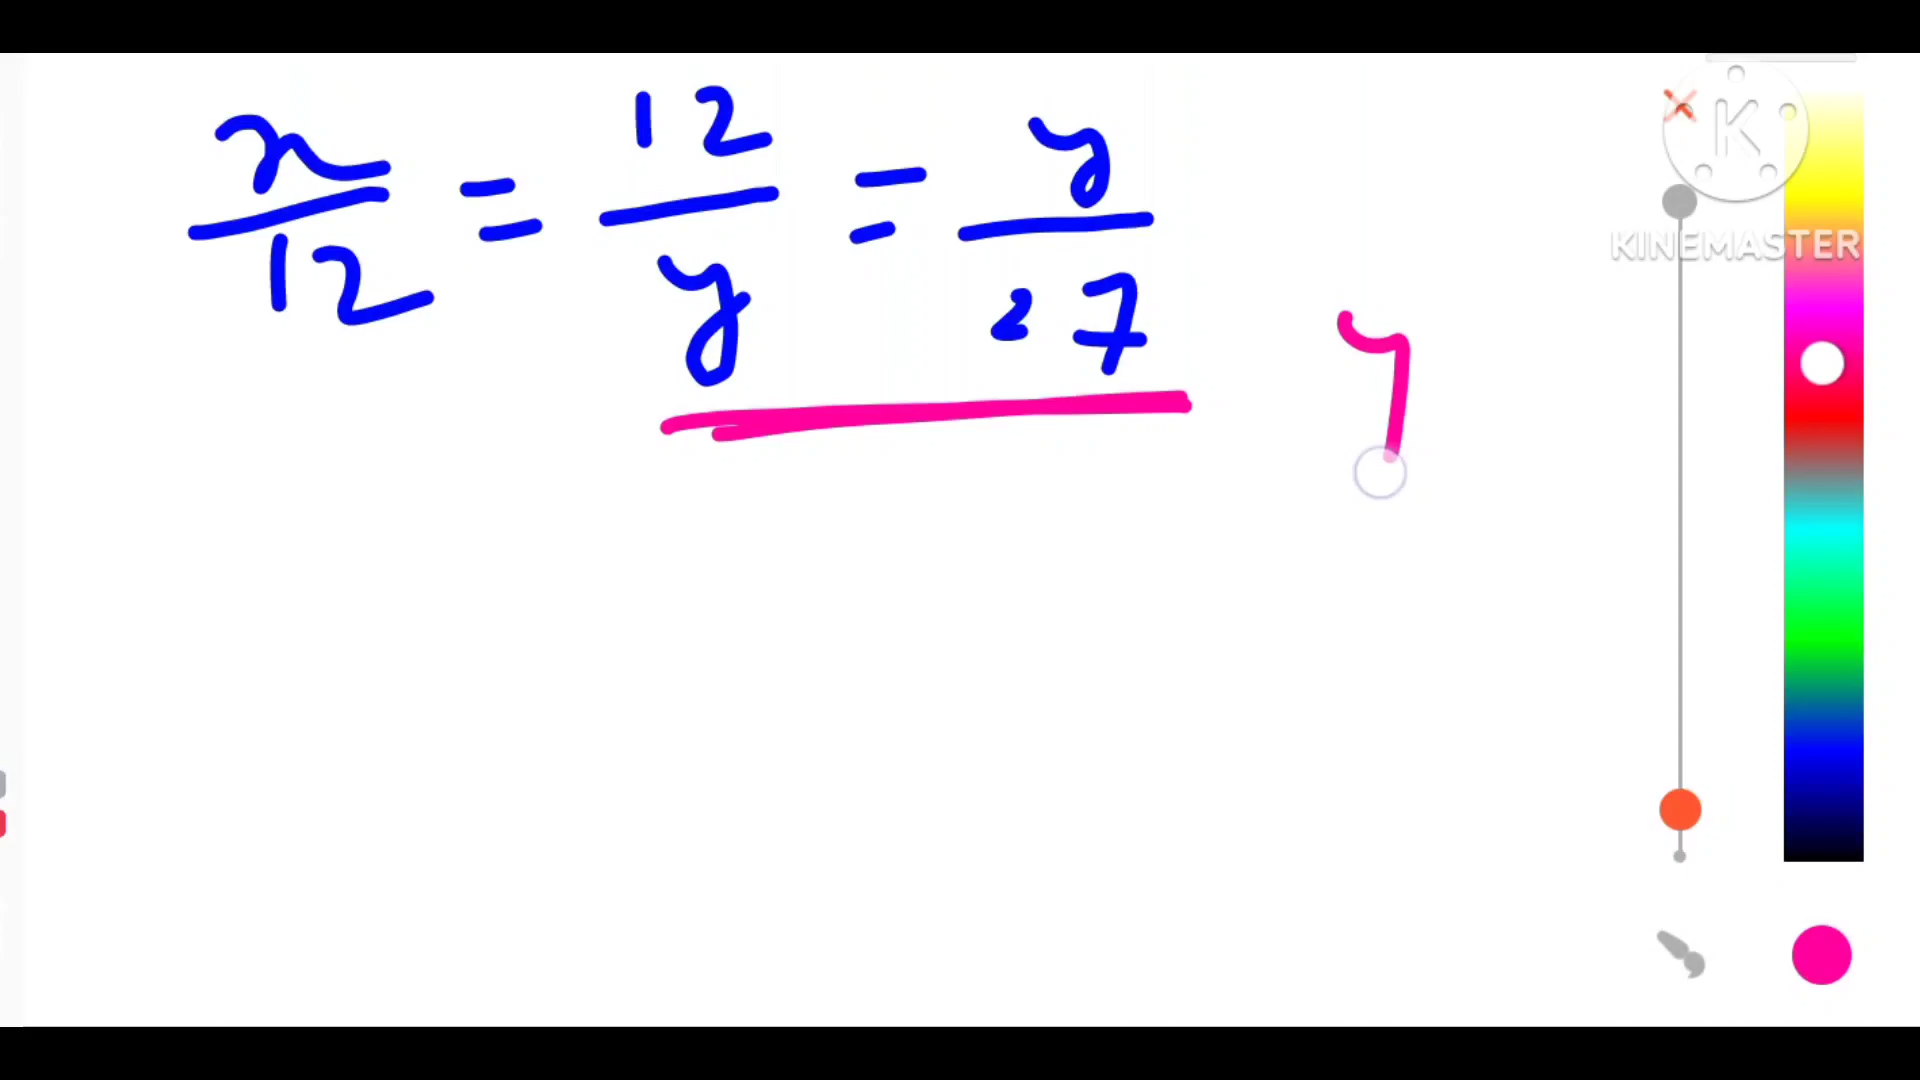 x/12 = 12/y = y/27
y
K
KINEMASTER